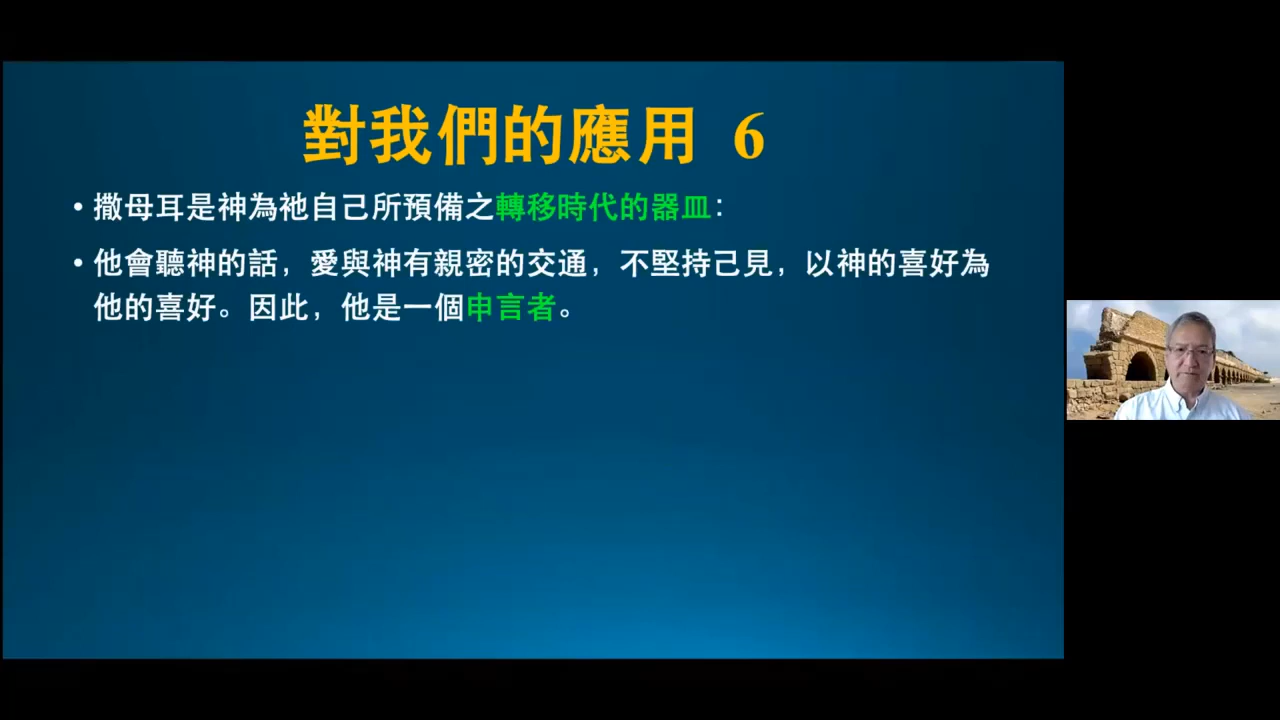 對我們的應用 6
• 撒母耳是神為祂自己所預備之轉移時代的器皿：
• 他會聽神的話，愛與神有親密的交通，不堅持己見，以神的喜好為
他的喜好。因此，他是一個申言者。